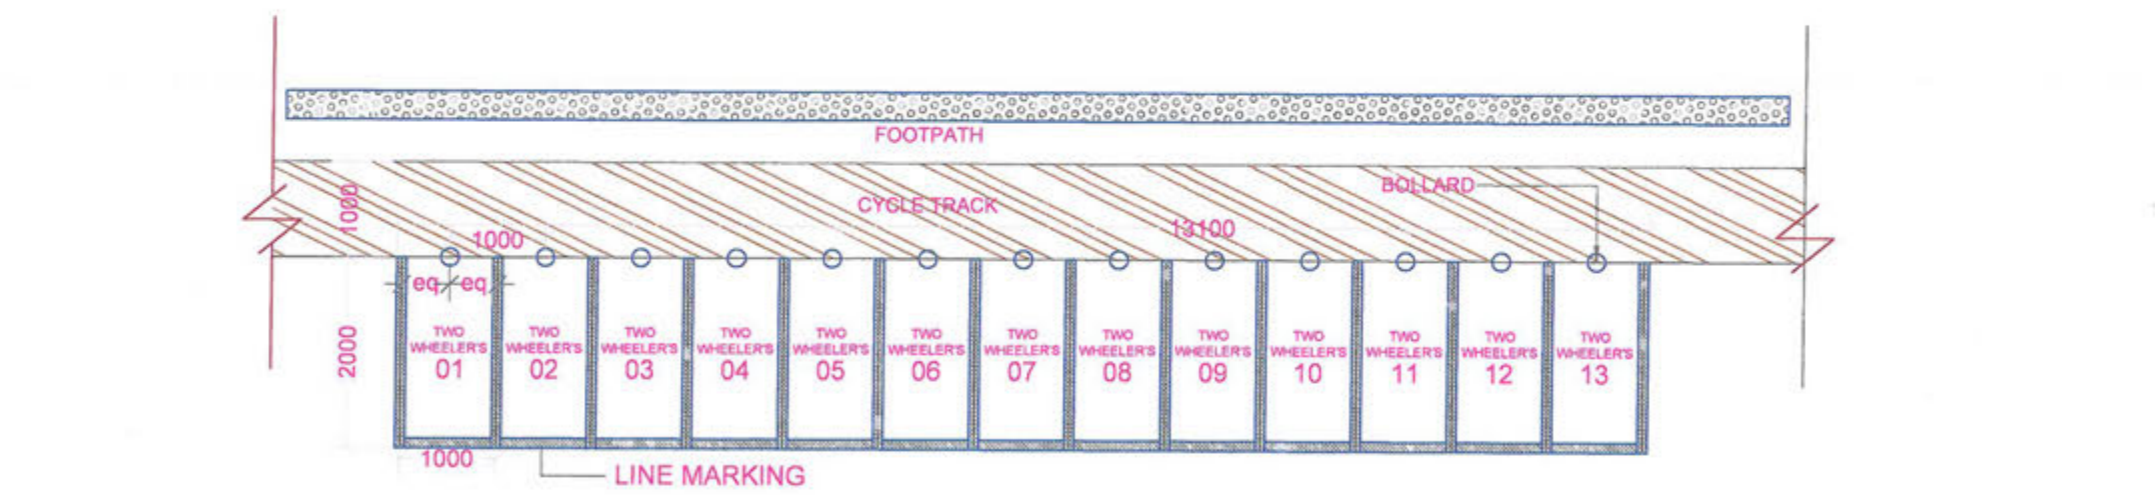 FOOTPATH
BOLLARD
1000
CYCLE TRACK
13100
1000
eq eq
2000
TWO
WHEELER'S
01
TWO
WHEELER'S
02
TWO
WHEELER'S
03
TWO
WHEELER'S
04
TWO
WHEELER'S
05
TWO
WHEELER'S
06
TWO
WHEELER'S
07
TWO
WHEELER'S
08
TWO
WHEELER'S
09
TWO
WHEELER'S
10
TWO
WHEELER'S
11
TWO
WHEELER'S
12
TWO
WHEELER'S
13
1000
LINE MARKING